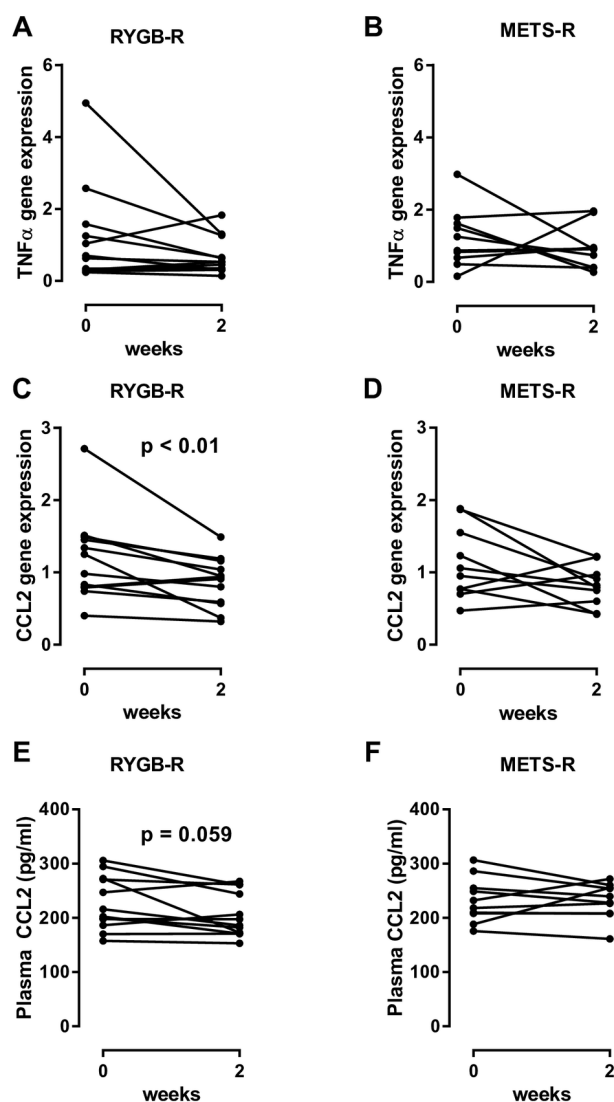 A
RYGB-R
TNFα gene expression
6
4
2
0
0 2
weeks
B
METS-R
TNFα gene expression
6
4
2
0
0 2
weeks
C
RYGB-R
p < 0.01
CCL2 gene expression
3
2
1
0
0 2
weeks
D
METS-R
CCL2 gene expression
3
2
1
0
0 2
weeks
E
RYGB-R
p = 0.059
Plasma CCL2 (pg/ml)
400
300
200
100
0
0 2
weeks
F
METS-R
Plasma CCL2 (pg/ml)
400
300
200
100
0
0 2
weeks